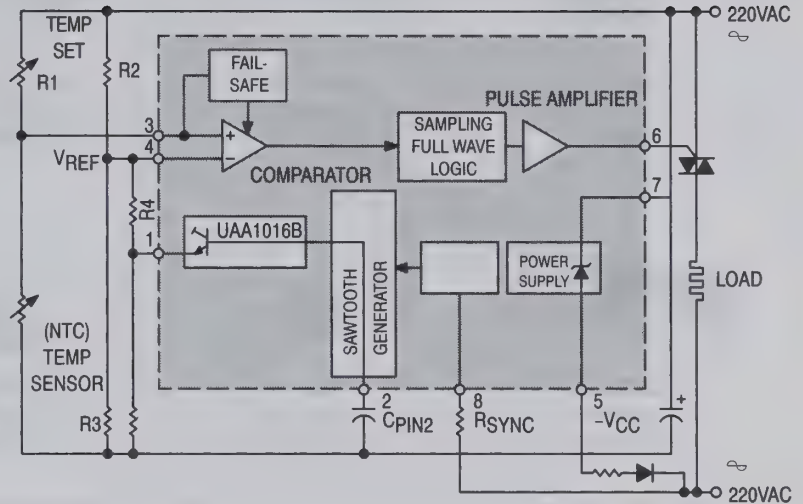 TEMP
SET
R1
R2
FAIL-
SAFE
3
+
4
−
VREF
COMPARATOR
SAMPLING
FULL WAVE
LOGIC
PULSE AMPLIFIER
6
7
220VAC
R4
1
UAA1016B
SAWTOOTH
GENERATOR
POWER
SUPPLY
LOAD
(NTC)
TEMP
SENSOR
R3
2
CPIN2
8
RSYNC
5
−VCC
+
220VAC